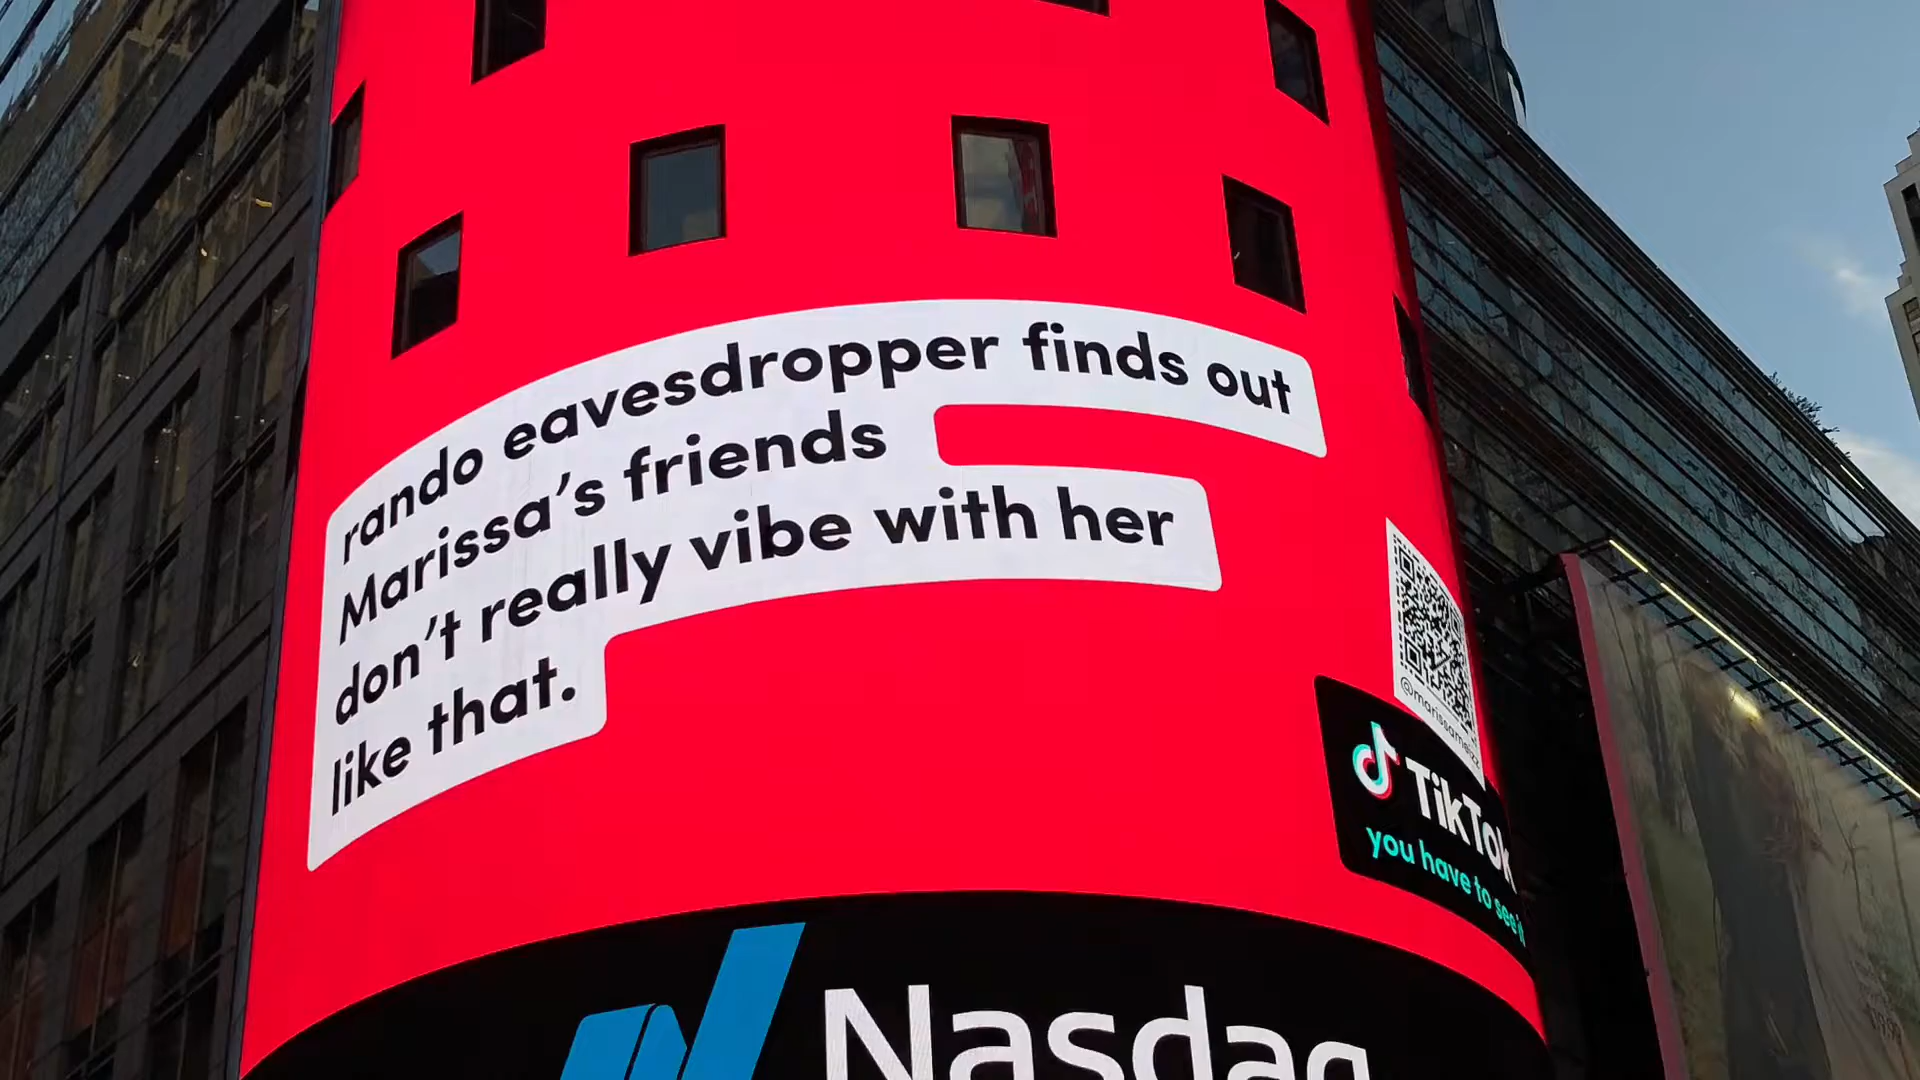 rando eavesdropper finds out
Marissa's friends
don't really vibe with her
like that.
TikTok
you have to see
Nasdaq